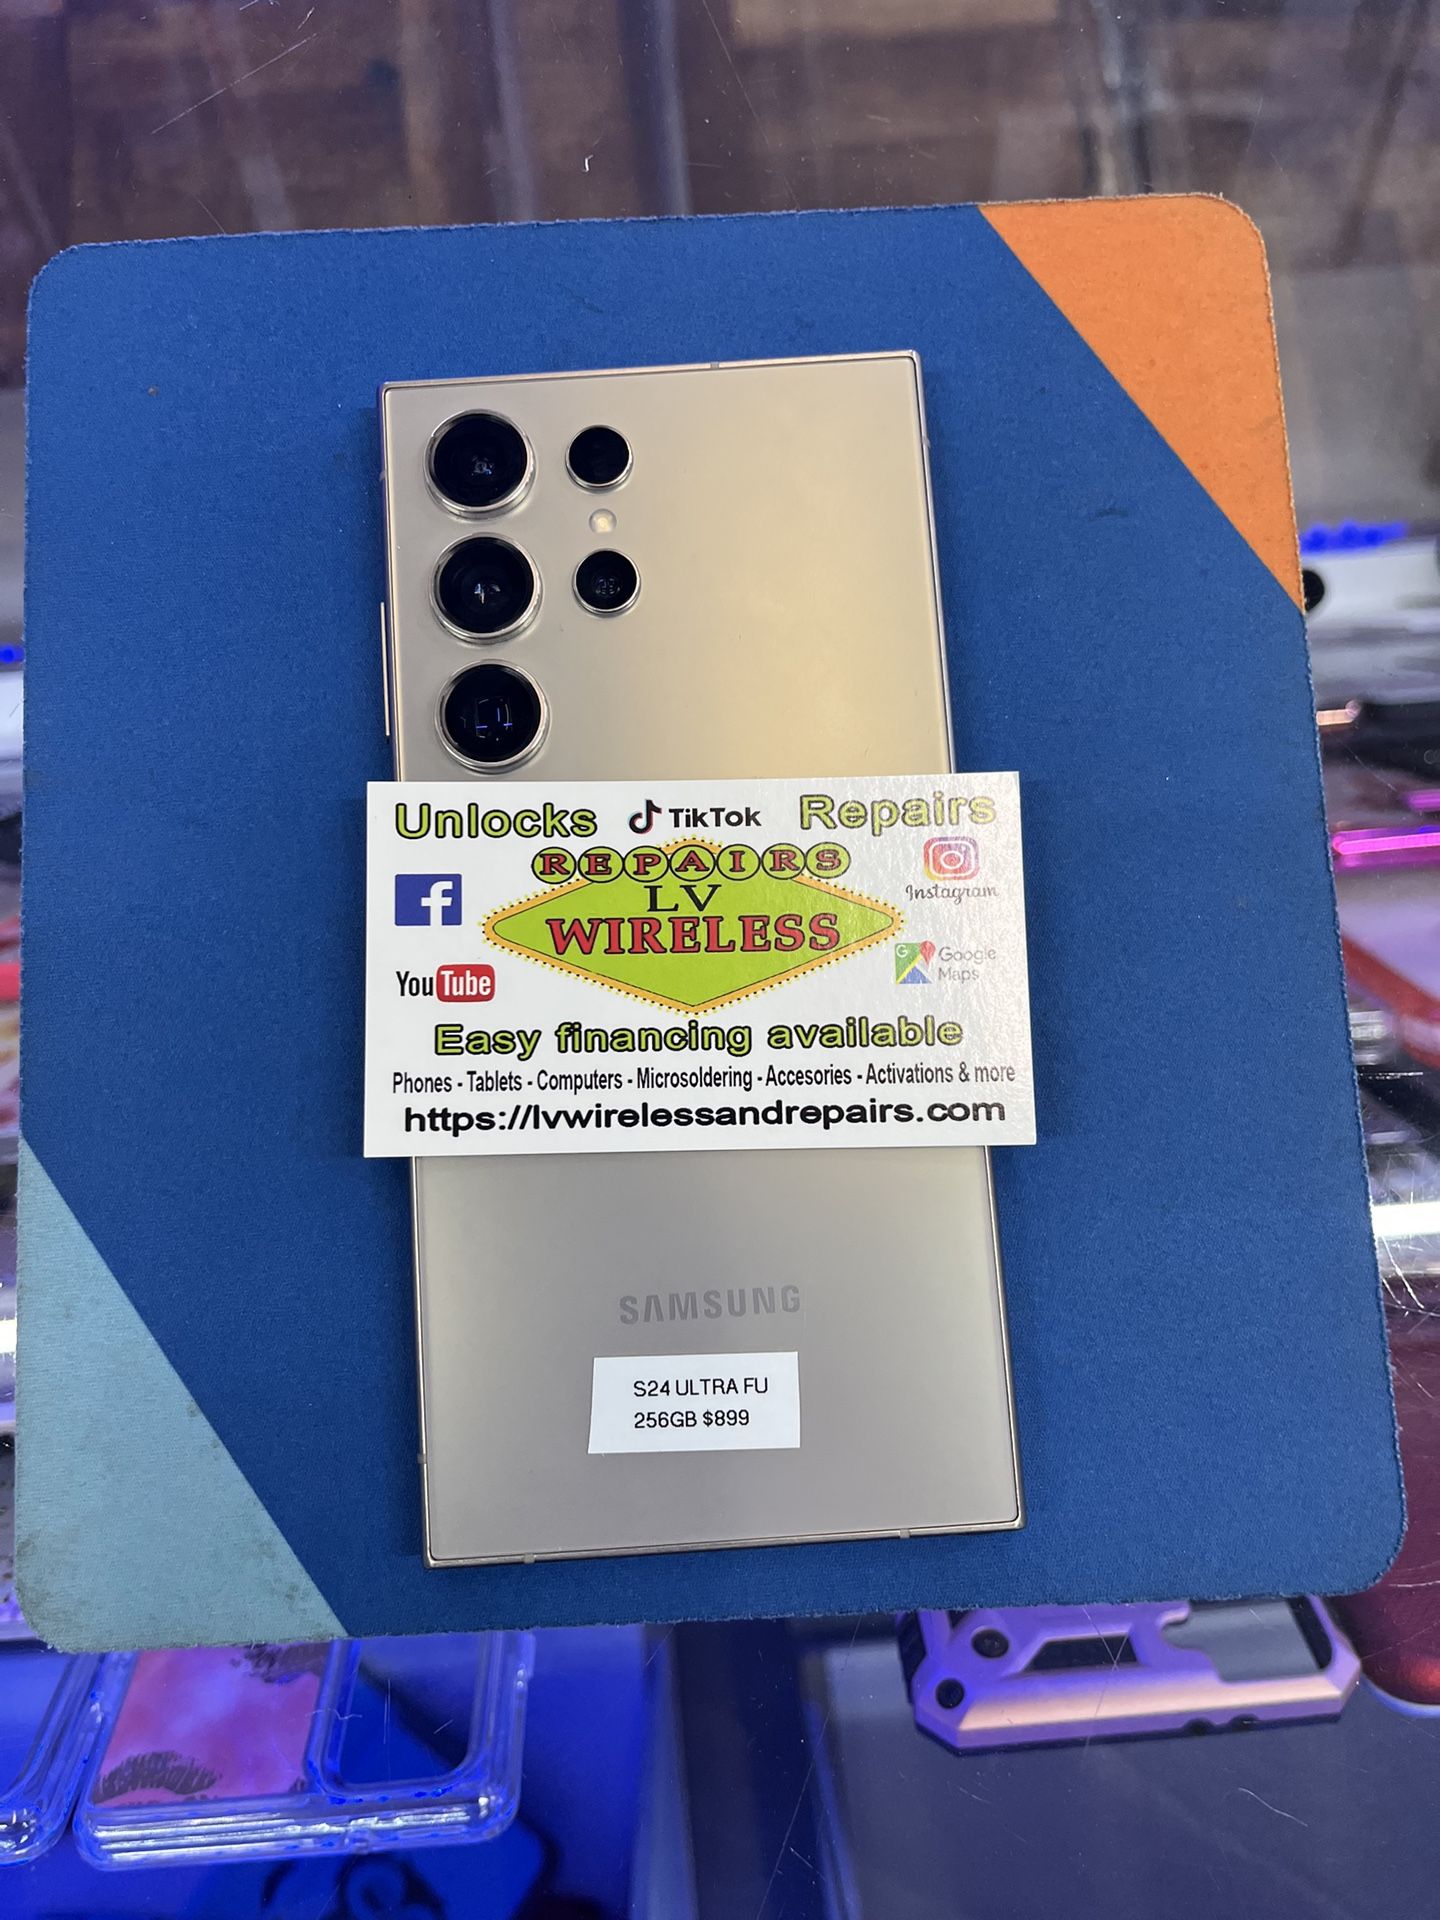 Unlocks TikTok Repairs
REPAIRS
LV
WIRELESS
f
Instagram
YouTube
G Google
Maps
Easy financing available
Phones - Tablets - Computers - Microsoldering - Accesories - Activations & more
https://lvwirelessandrepairs.com
SAMSUNG
S24 ULTRA FU
256GB $899